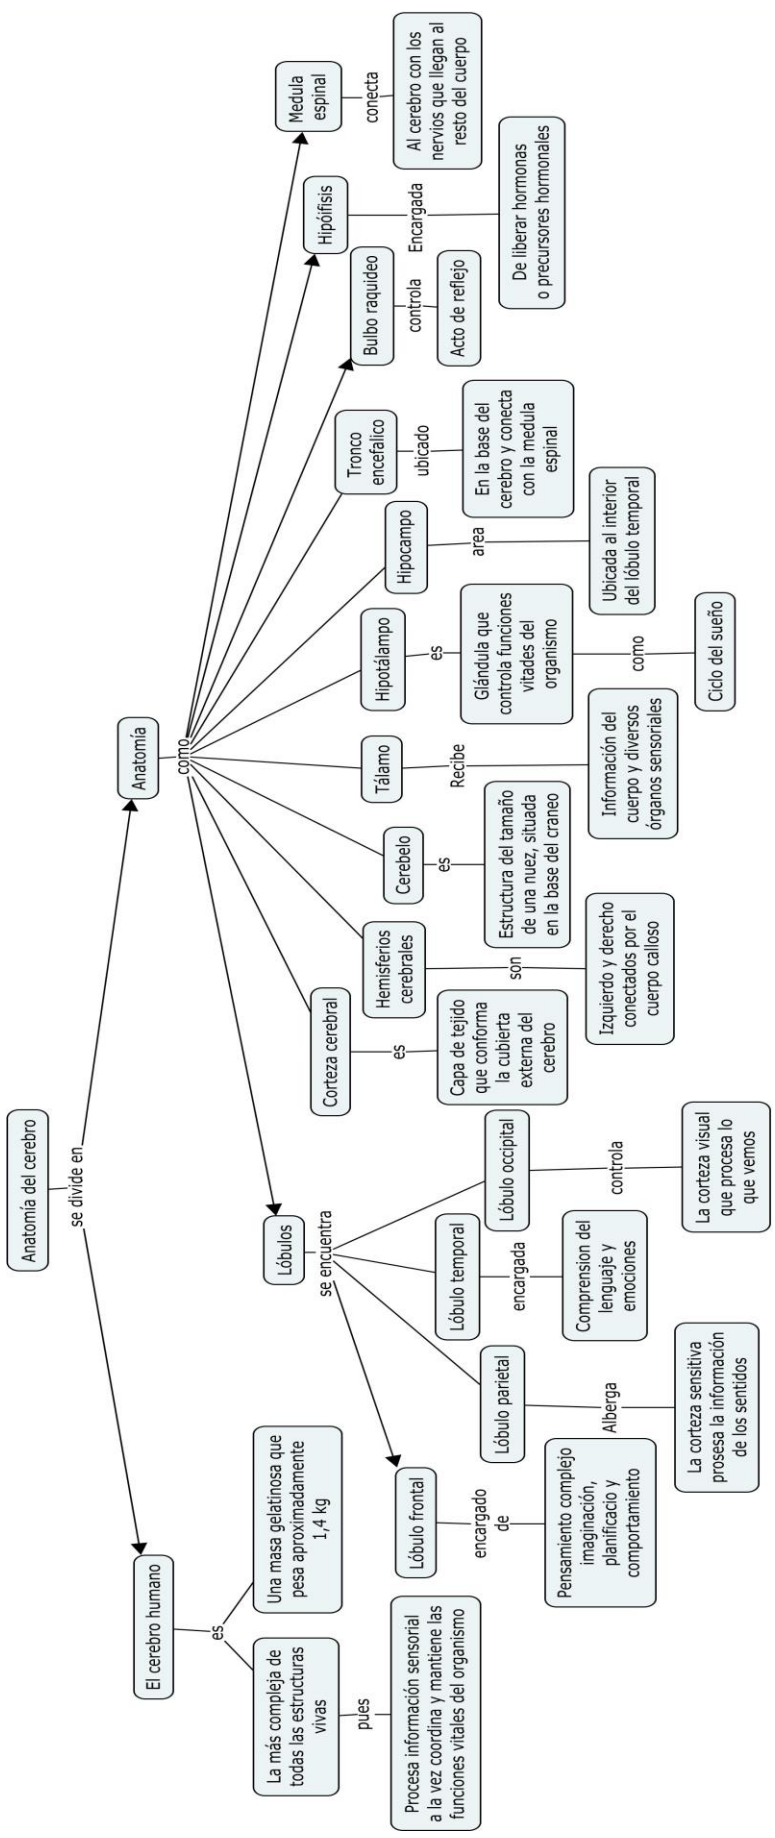 Anatomía del cerebro
se divide en
El cerebro humano
es
La más compleja de
todas las estructuras
vivas
pues
Procesa información sensorial
a la vez coordina y mantiene las
funciones vitales del organismo
Una masa gelatinosa que
pesa aproximadamente
1,4 kg
Anatomía
como
Lóbulos
se encuentra
Lóbulo frontal
encargado
de
Pensamiento complejo
imaginación,
planificacio y
comportamiento
Lóbulo parietal
Alberga
La corteza sensitiva
prosesa la información
de los sentidos
Lóbulo temporal
encargada
Comprension del
lenguaje y
emociones
Lóbulo occipital
controla
La corteza visual
que procesa lo
que vemos
Corteza cerebral
es
Capa de tejido
que conforma
la cubierta
externa del
cerebro
Hemisferios
cerebrales
son
Izquierdo y derecho
conectados por el
cuerpo calloso
Cerebelo
es
Estructura del tamaño
de una nuez, situada
en la base del craneo
Tálamo
Recibe
Información del
cuerpo y diversos
órganos sensoriales
Hipotálampo
es
Glándula que
controla funciones
vitades del
organismo
como
Ciclo del sueño
Hipocampo
area
Ubicada al interior
del lóbulo temporal
Tronco
encefalico
ubicado
En la base del
cerebro y conecta
con la medula
espinal
Bulbo raquideo
controla
Acto de reflejo
Hipóifisis
Encargada
De liberar hormonas
o precursores hormonales
Medula
espinal
conecta
Al cerebro con los
nervios que llegan al
resto del cuerpo